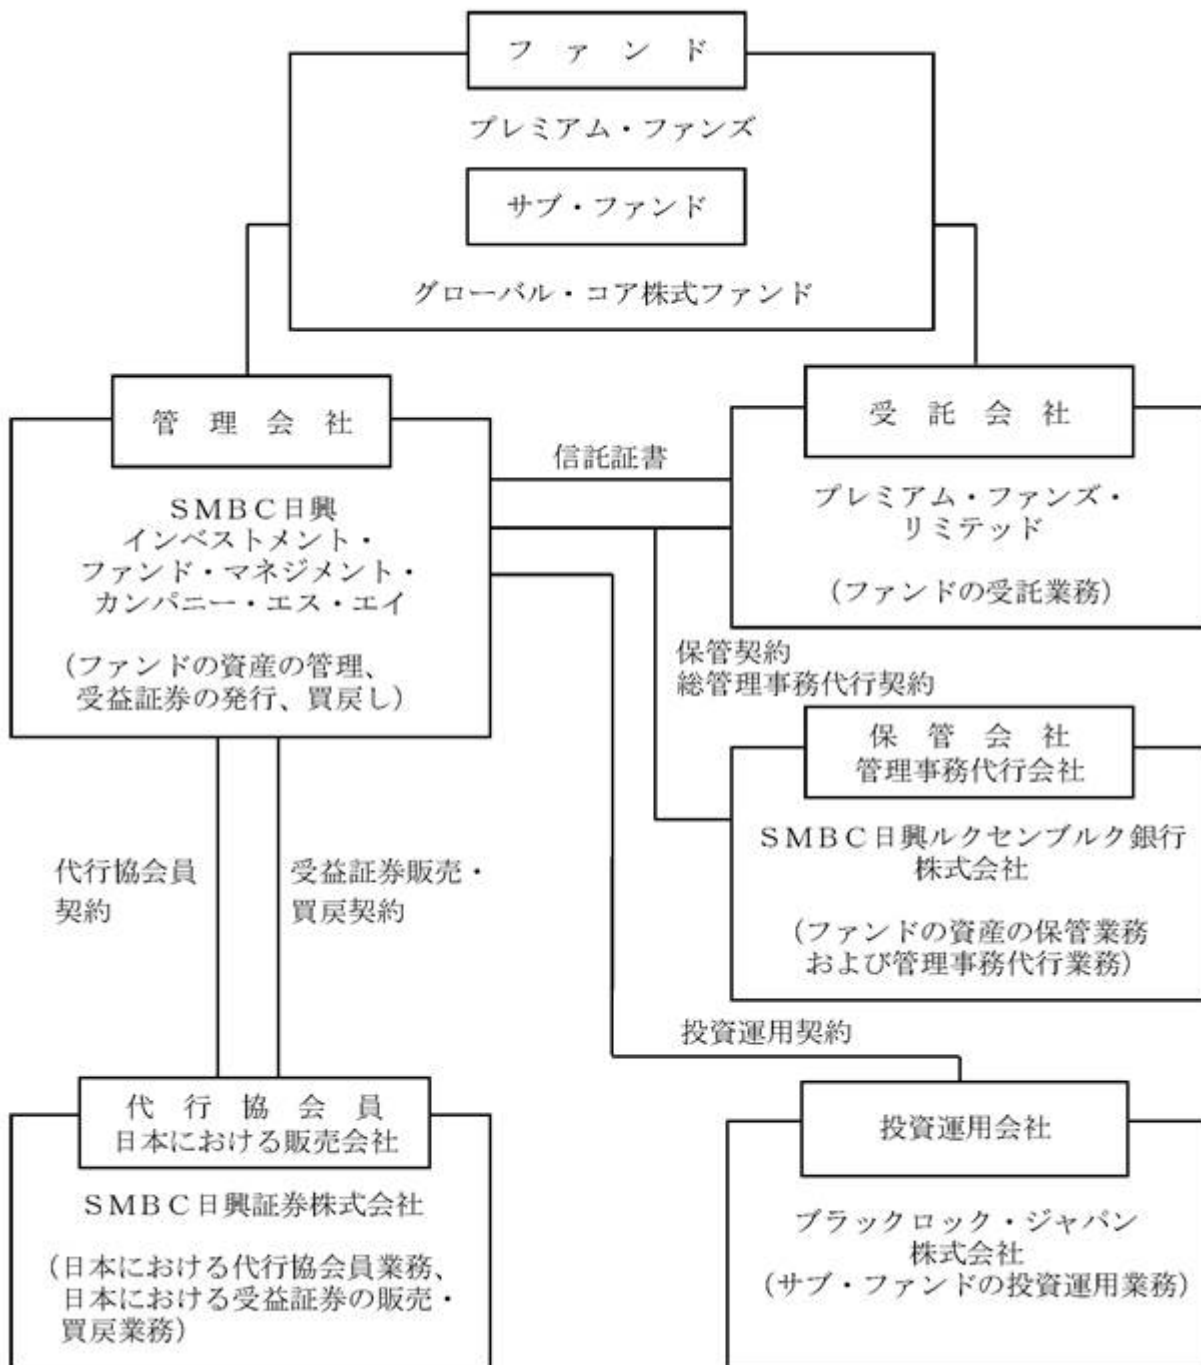 ファンド
プレミアム・ファンズ
サブ・ファンド
グローバル・コア株式ファンド
管理会社
SMBC日興
インベストメント・
ファンド・マネジメント・
カンパニー・エス・エイ
(ファンドの資産の管理、
受益証券の発行、買戻し)
信託証書
受託会社
プレミアム・ファンズ・
リミテッド
(ファンドの受託業務)
保管契約
総管理事務代行契約
保管会社
管理事務代行会社
SMBC日興ルクセンブルク銀行
株式会社
(ファンドの資産の保管業務
および管理事務代行業務)
代行協会員
契約
受益証券販売・
買戻契約
投資運用契約
代行協会員
日本における販売会社
SMBC日興証券株式会社
(日本における代行協会員業務、
日本における受益証券の販売・
買戻業務)
投資運用会社
ブラックロック・ジャパン
株式会社
(サブ・ファンドの投資運用業務)